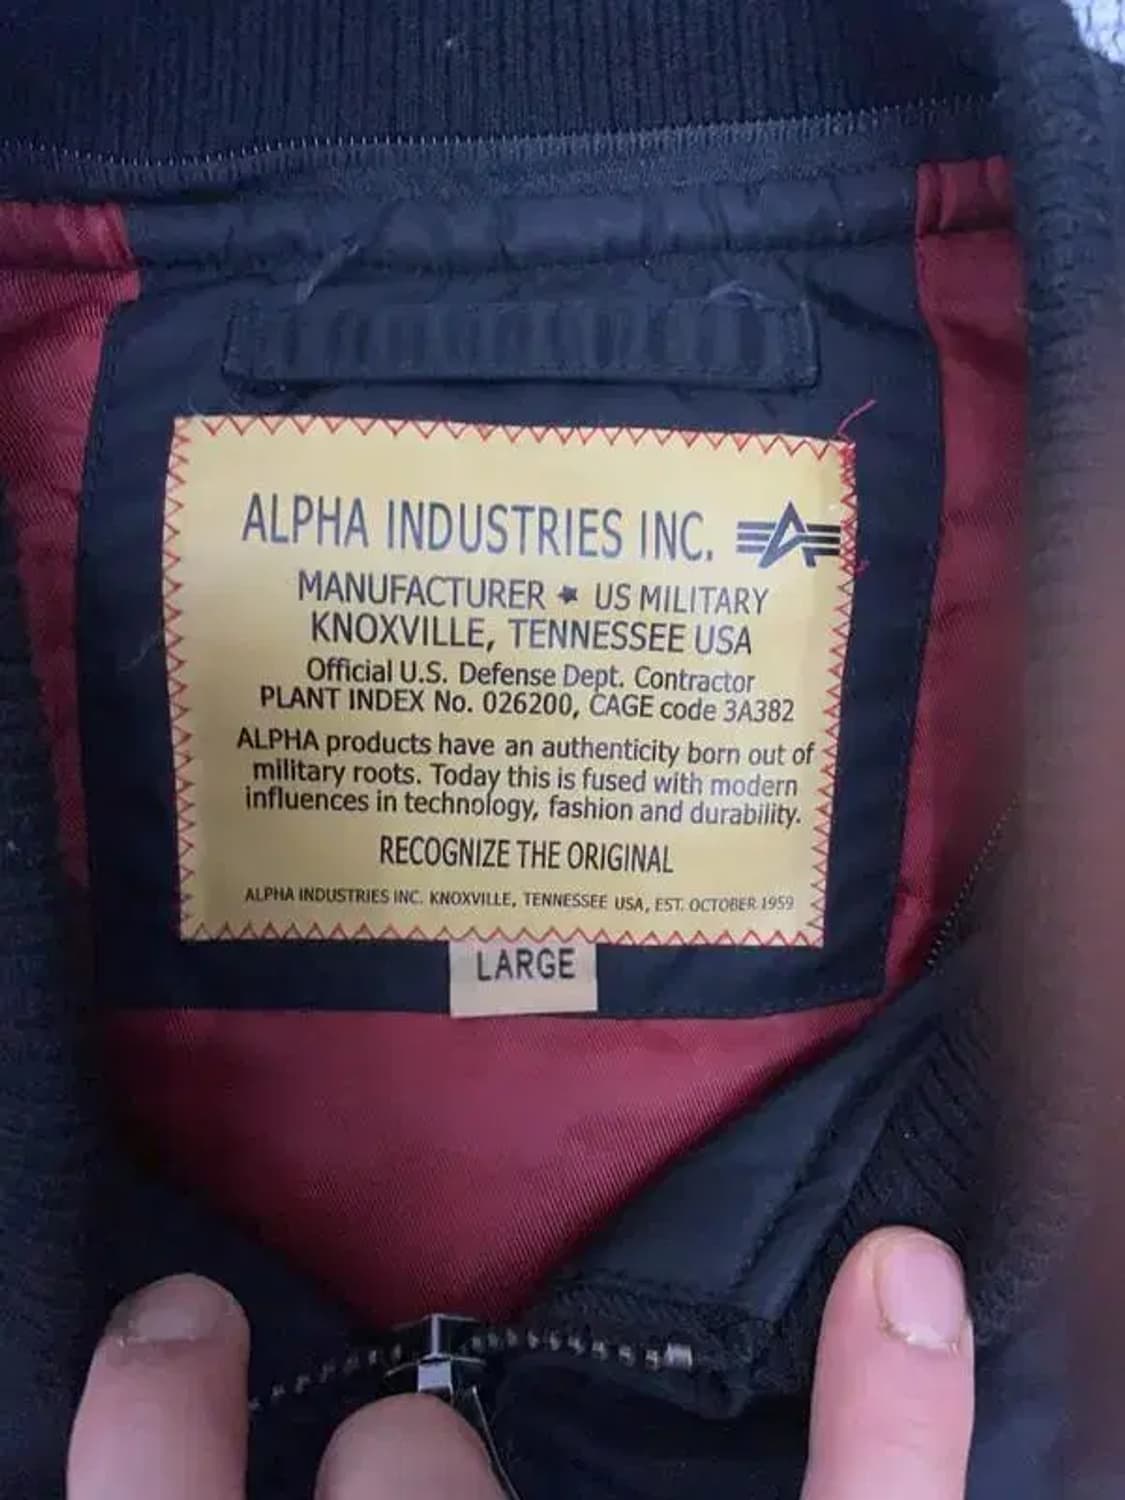 ALPHA INDUSTRIES INC.
MANUFACTURER ★ US MILITARY
KNOXVILLE, TENNESSEE USA
Official U.S. Defense Dept. Contractor
PLANT INDEX No. 026200, CAGE code 3A382
ALPHA products have an authenticity born out of
military roots. Today this is fused with modern
influences in technology, fashion and durability.
RECOGNIZE THE ORIGINAL
ALPHA INDUSTRIES INC. KNOXVILLE, TENNESSEE USA, EST. OCTOBER 1959
LARGE